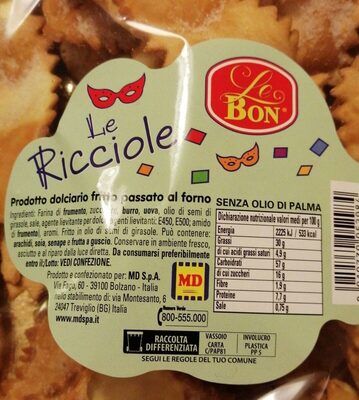 Le
Ricciole
Le
BON®
Prodotto dolciario fritto passato al forno
Ingredienti: Farina di frumento, zucchero, burro, uova, olio di semi di
girasole, sale, agente lievitante per dolci (agenti lievitanti: E450, E500, amido
di frumento), aromi. Fritto in olio di semi di girasole. Può contenere:
arachidi, soia, senape e frutta a guscio. Conservare in ambiente fresco,
asciutto e al riparo dalla luce diretta. Da consumarsi preferibilmente
entro il:/Lotto: VEDI CONFEZIONE.
Prodotto e confezionato per: MD S.p.A.
Via Fago, 60 - 39100 Bolzano - Italia
nello stabilimento di: via Montesanto, 6
24047 Treviglio (BG) Italia
www.mdspa.it
MD
Numero Verde
800-555.000
SENZA OLIO DI PALMA
Dichiarazione nutrizionale valori medi per 100 g
Energia 2225 kJ / 533 kcal
Grassi 30 g
di cui acidi grassi saturi 4,9 g
Carboidrati 57 g
di cui zuccheri 16 g
Fibre 1,9 g
Proteine 7,7 g
Sale 0,75 g
RACCOLTA
DIFFERENZIATA
VASSOIO
CARTA
C/PAP81
INVOLUCRO
PLASTICA
PP 5
SEGUI LE REGOLE DEL TUO COMUNE